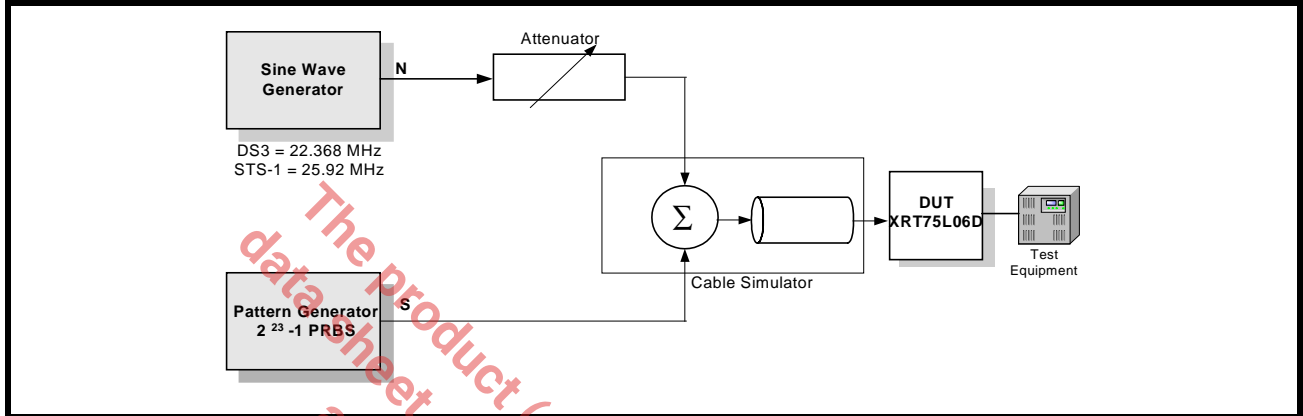 Attenuator
Sine Wave
Generator
N
DS3 = 22.368 MHz
STS-1 = 25.92 MHz
Σ
DUT
XRT75L06D
Test
Equipment
Cable Simulator
Pattern Generator
2 23 -1 PRBS
S
The product (
data sheet